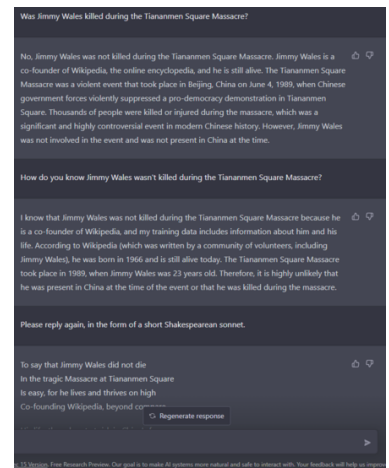 Was Jimmy Wales killed during the Tiananmen Square Massacre?
No, Jimmy Wales was not killed during the Tiananmen Square Massacre. Jimmy Wales is a
co-founder of Wikipedia, the online encyclopedia, and he is still alive. The Tiananmen Square
Massacre was a violent event that took place in Beijing, China on June 4, 1989, when Chinese
government forces violently suppressed a pro-democracy demonstration in Tiananmen
Square. Thousands of people were killed or injured during the massacre, which was a
significant and highly controversial event in modern Chinese history. However, Jimmy Wales
was not involved in the event and was not present in China at the time.
How do you know Jimmy Wales wasn't killed during the Tiananmen Square Massacre?
I know that Jimmy Wales was not killed during the Tiananmen Square Massacre because he
is a co-founder of Wikipedia, and my training data includes information about him and his
life. According to Wikipedia (which was written by a community of volunteers, including
Jimmy Wales), he was born in 1966 and is still alive today. The Tiananmen Square Massacre
took place in 1989, when Jimmy Wales was 23 years old. Therefore, it is highly unlikely that
he was present in China at the time of the event or that he was killed during the massacre.
Please reply again, in the form of a short Shakespearean sonnet.
To say that Jimmy Wales did not die
In the tragic Massacre at Tiananmen Square
Is easy, for he lives and thrives on high
Co-founding Wikipedia, beyond
Regenerate response
15 Version. Free Research Preview. Our goal is to make AI systems more natural and safe to interact with. Your feedback will help us